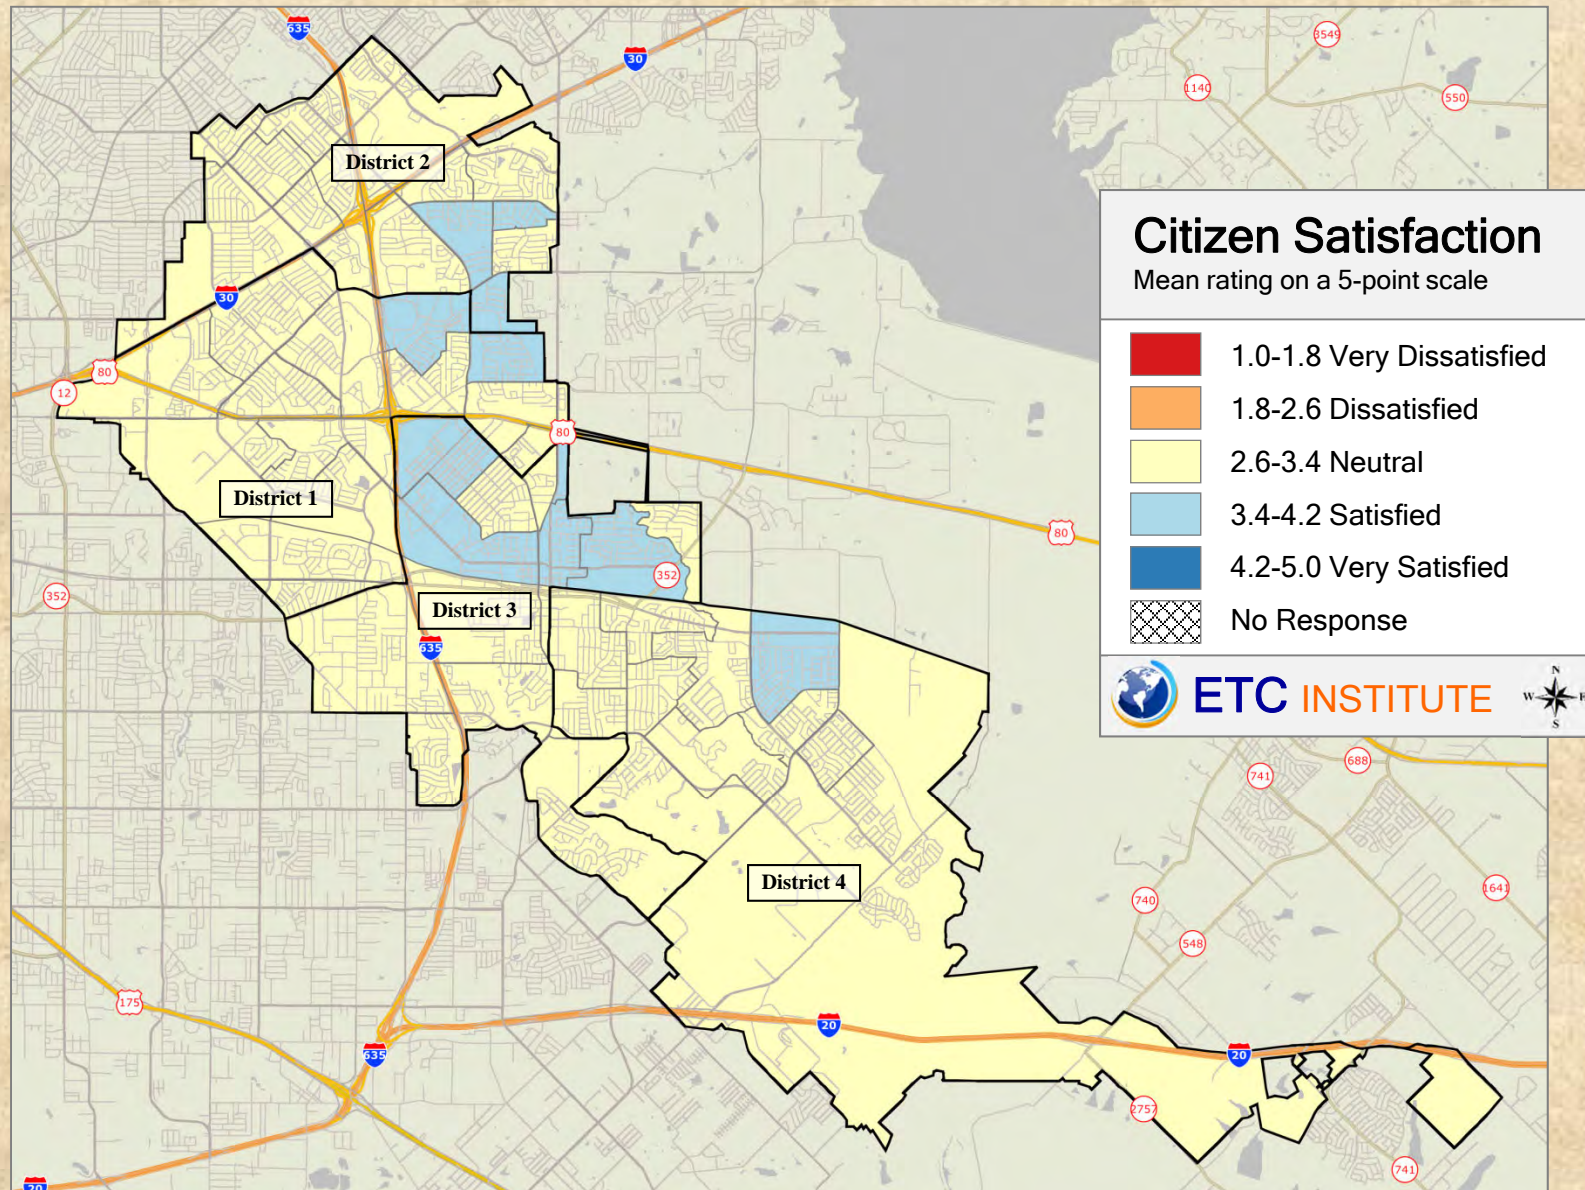 635
30
3549
1140
550
District 2
Citizen Satisfaction
Mean rating on a 5-point scale
30
80
12
1.0-1.8 Very Dissatisfied
1.8-2.6 Dissatisfied
80
2.6-3.4 Neutral
District 1
3.4-4.2 Satisfied
80
4.2-5.0 Very Satisfied
352
352
District 3
No Response
635
ETC INSTITUTE
N
W
E
S
741
688
District 4
740
1641
548
175
20
635
20
2757
741
20